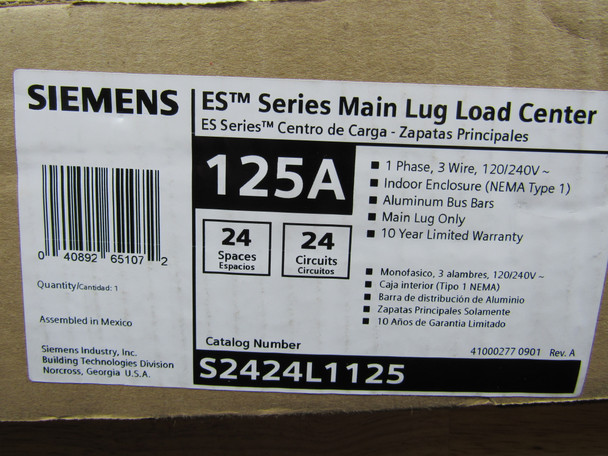 SIEMENS
ES™ Series Main Lug Load Center
ES Series™ Centro de Carga - Zapatas Principales
125A
24
Spaces
Espacios
24
Circuits
Circuitos
■ 1 Phase, 3 Wire, 120/240V ~
■ Indoor Enclosure (NEMA Type 1)
■ Aluminum Bus Bars
■ Main Lug Only
■ 10 Year Limited Warranty
■ Monofasico, 3 alambres, 120/240V ~
■ Caja interior (Tipo 1 NEMA)
■ Barra de distribución de Aluminio
■ Zapatas Principales Solamente
■ 10 Años de Garantia Limitado
0 40892 65107 2
Quantity/Cantidad: 1
Assembled in Mexico
Siemens Industry, Inc.
Building Technologies Division
Norcross, Georgia U.S.A.
Catalog Number
41000277 0901 Rev. A
S2424L1125